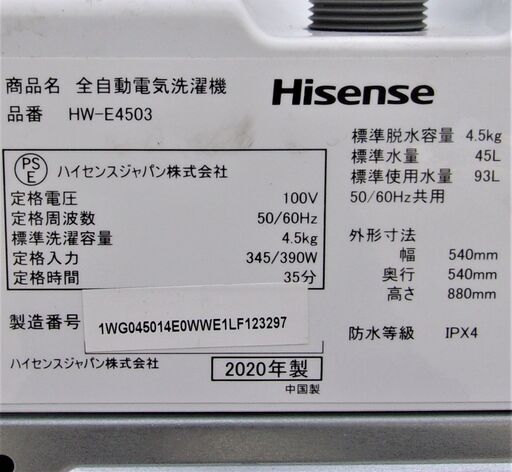 商品名 全自動電気洗濯機
品番 HW-E4503
Hisense
PS
E
ハイセンスジャパン株式会社
定格電圧 100V
定格周波数 50/60Hz
標準洗濯容量 4.5kg
定格入力 345/390W
定格時間 35分
標準脱水容量 4.5kg
標準水量 45L
標準使用水量 93L
50/60Hz共用
外形寸法
幅 540mm
奥行 540mm
高さ 880mm
防水等級 IPX4
製造番号 1WG045014E0WWE1LF123297
ハイセンスジャパン株式会社
2020年製
中国製